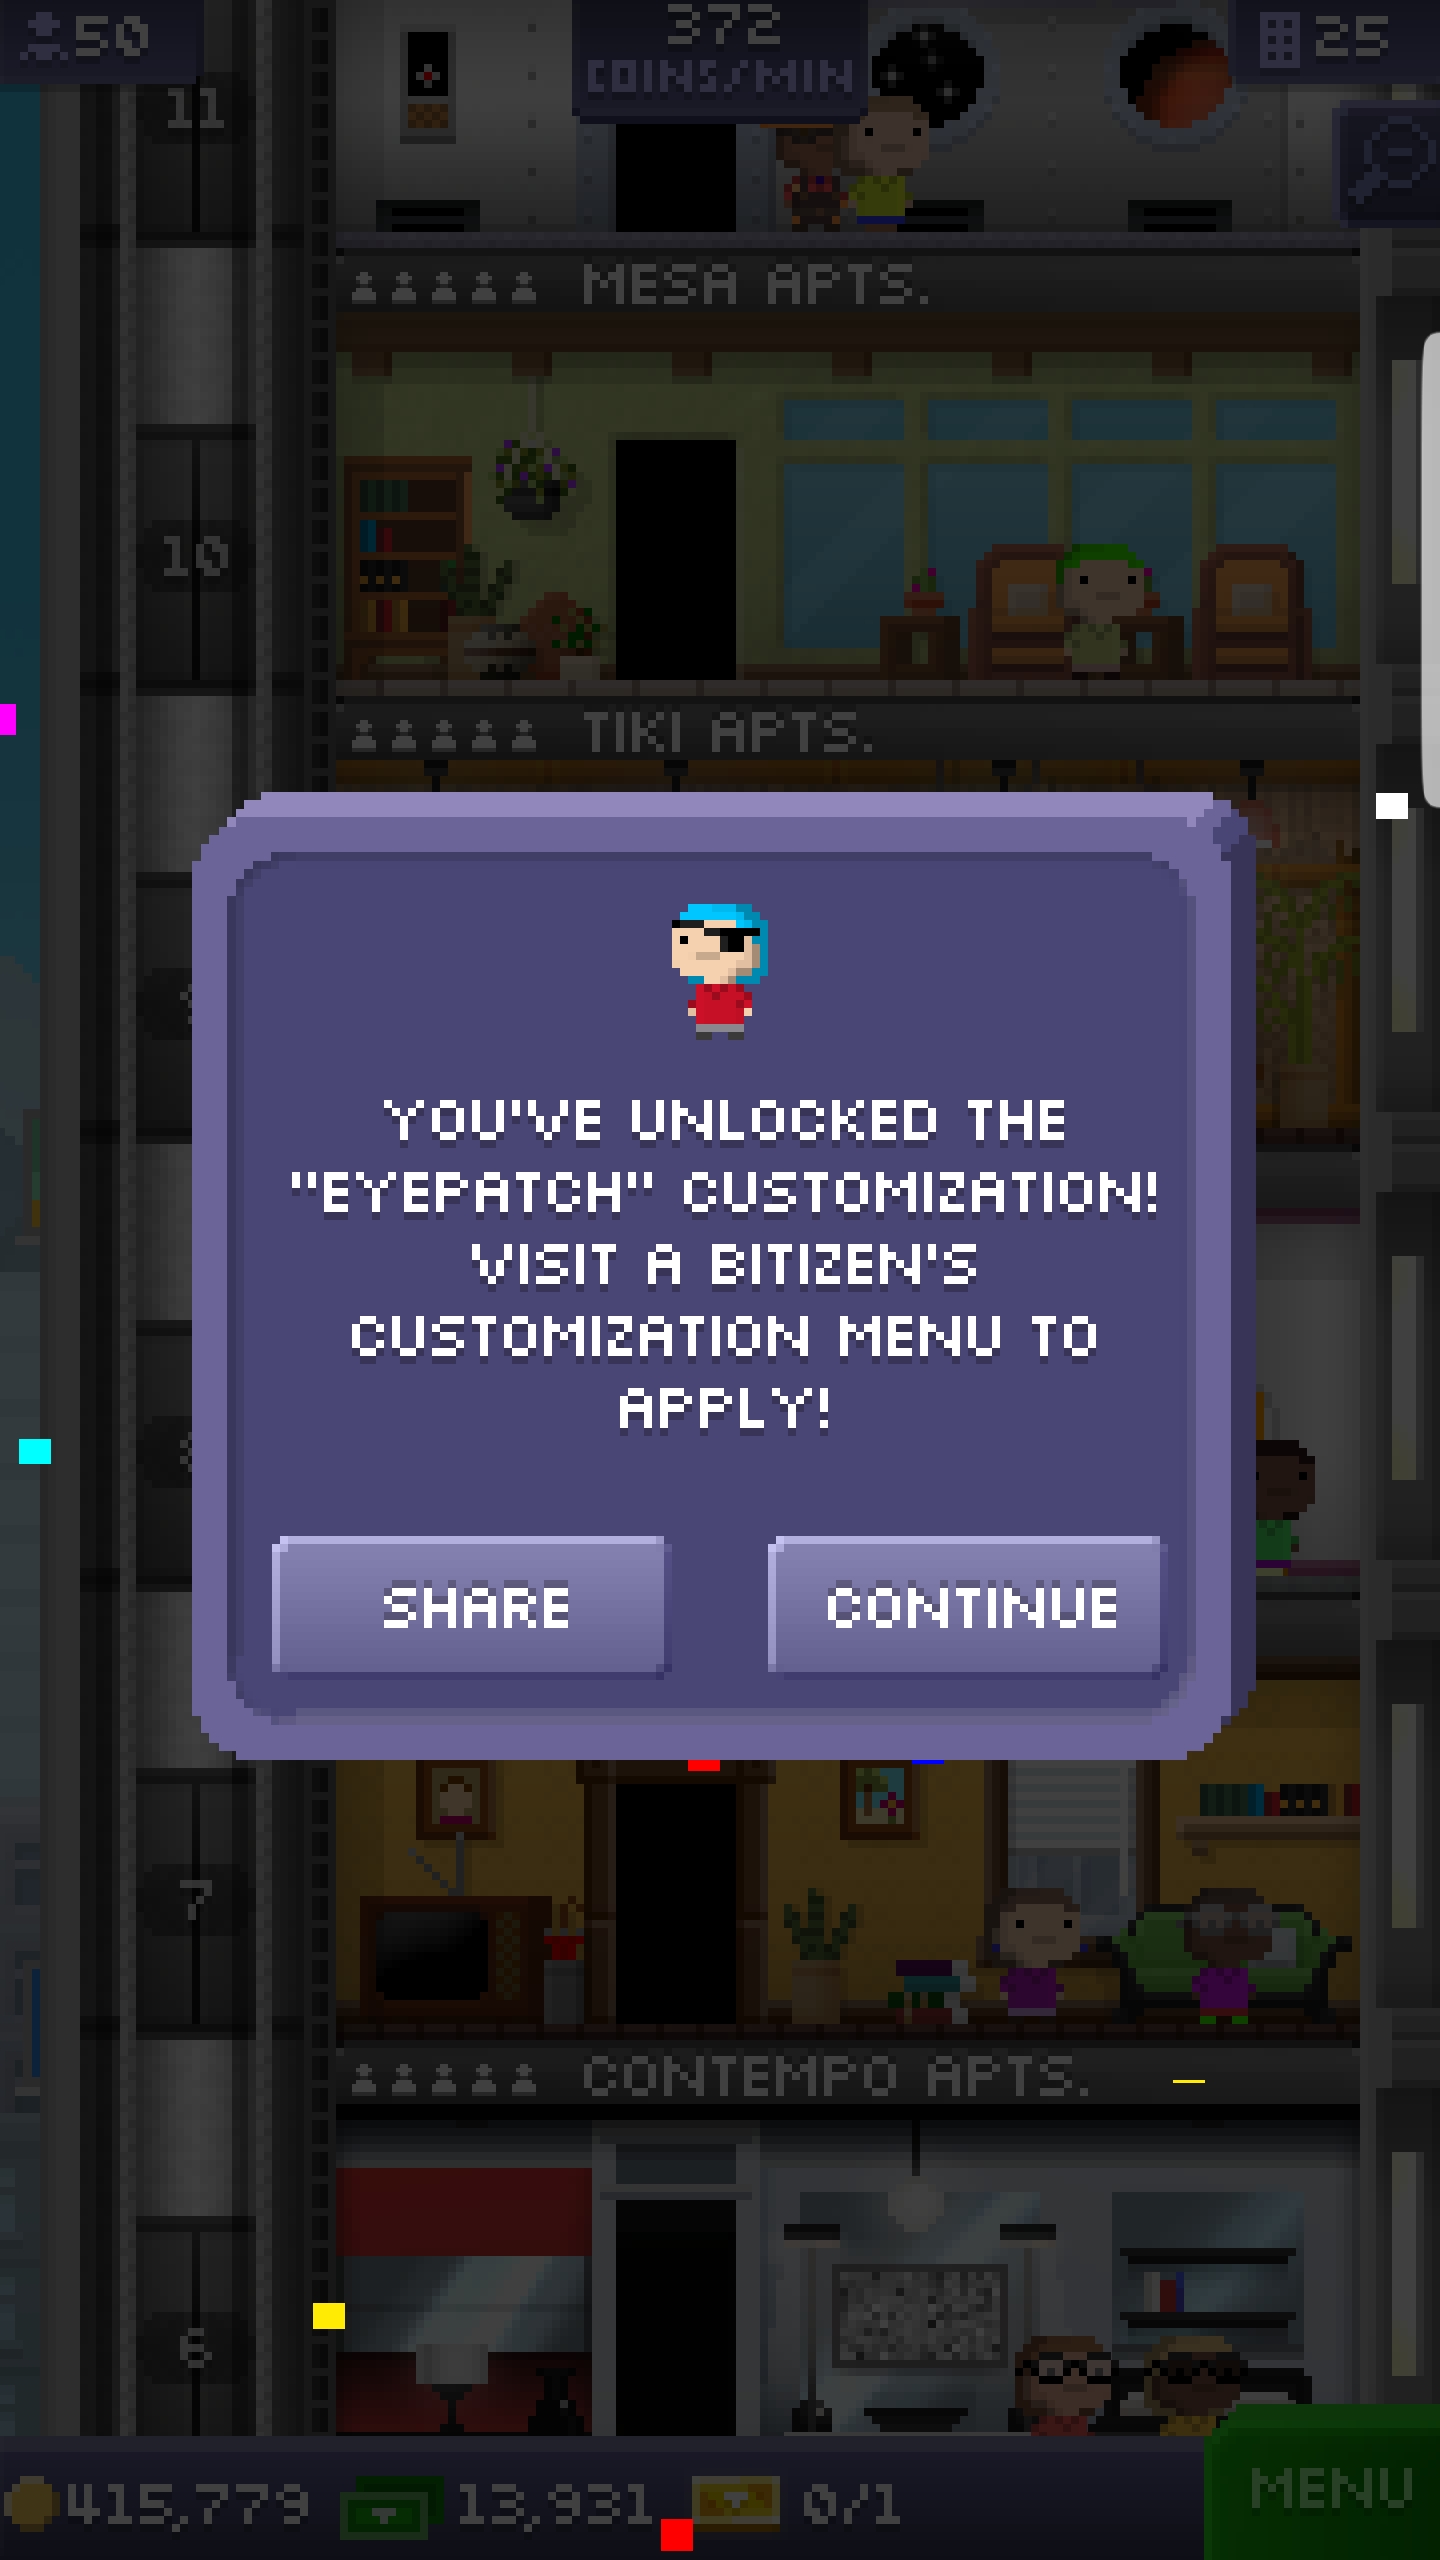 50
372
COINS/MIN
25
11
MESA APTS.
10
TIKI APTS.
YOU'VE UNLOCKED THE
"EYEPATCH" CUSTOMIZATION!
VISIT A BITIZEN'S
CUSTOMIZATION MENU TO
APPLY!
SHARE
CONTINUE
7
CONTEMPO APTS.
6
415,779
13,931
0/1
MENU